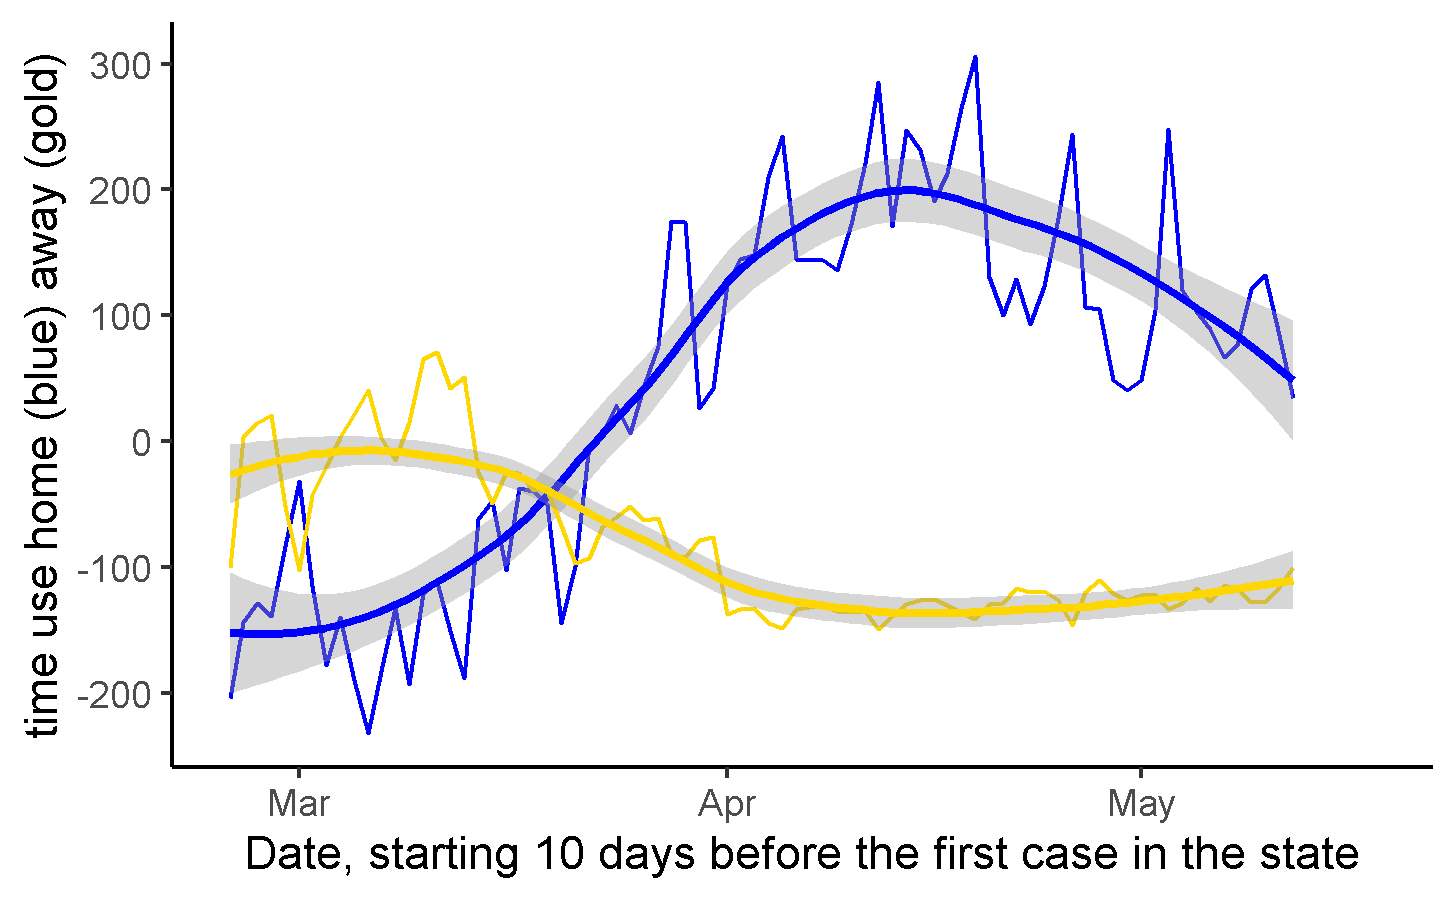 time use home (blue) away (gold)
300
200
100
0
-100
-200
Mar
Apr
May
Date, starting 10 days before the first case in the state